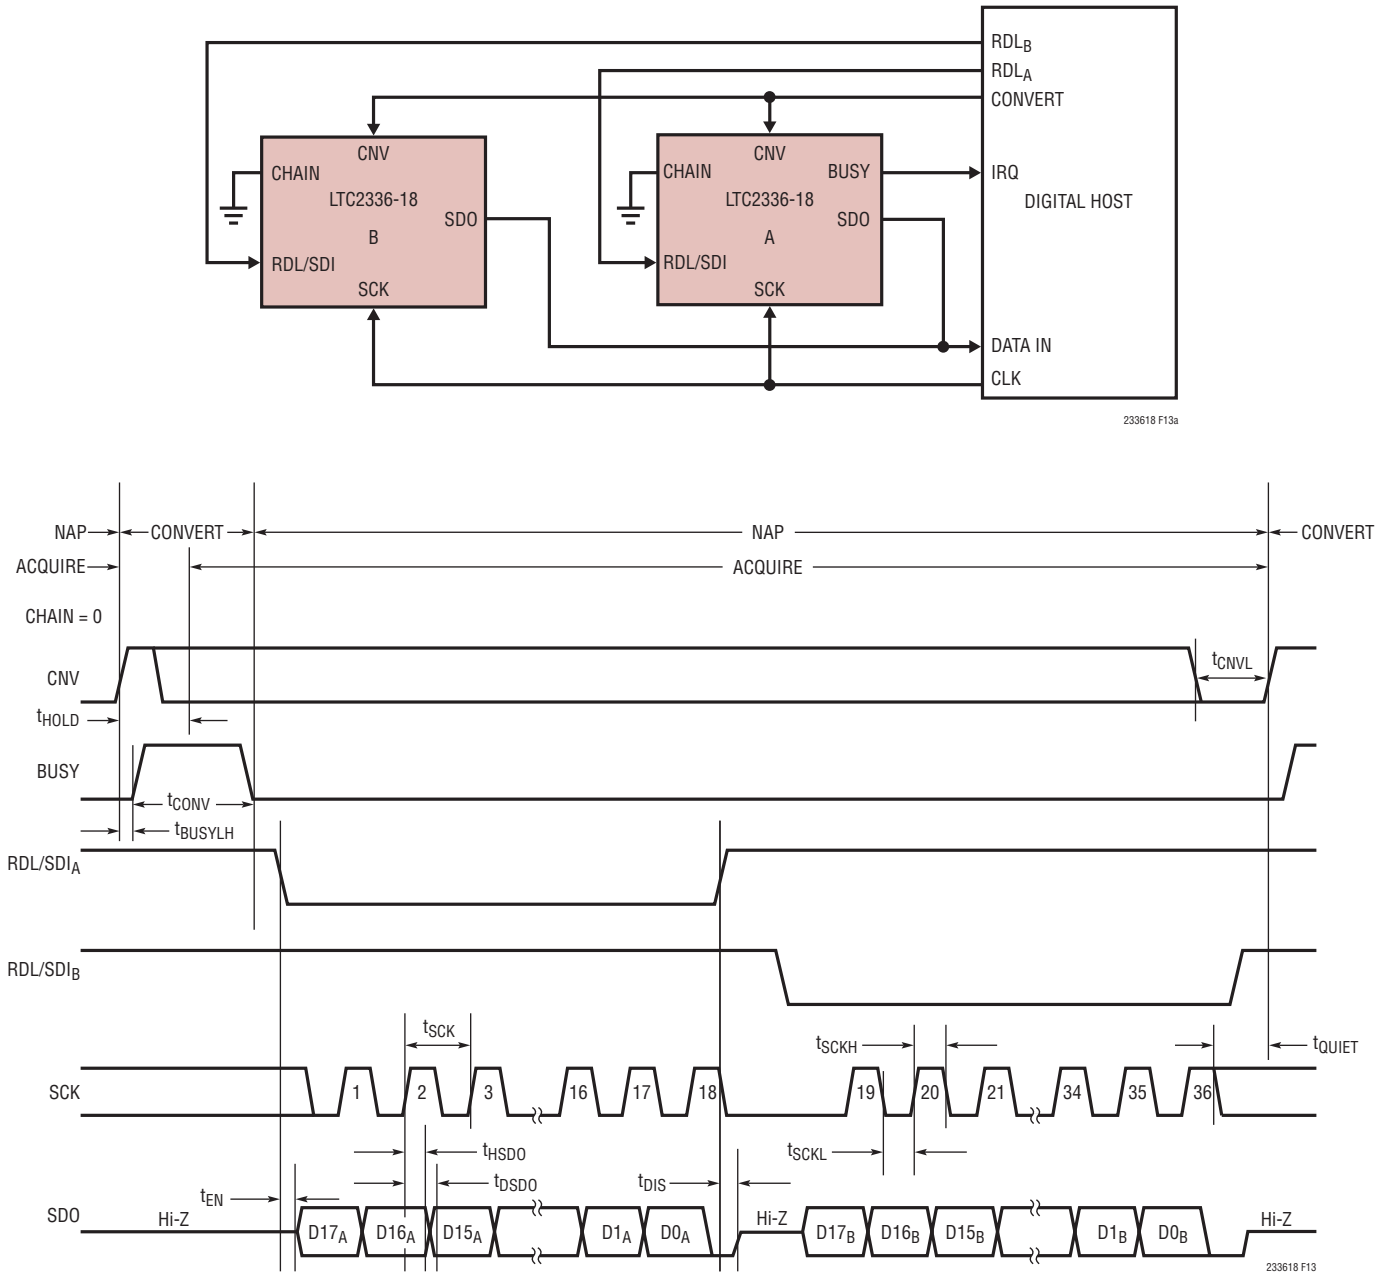 RDLB
RDLA
CONVERT
CNV
CNV
CHAIN
CHAIN
BUSY
IRQ
LTC2336-18
LTC2336-18
DIGITAL HOST
SDO
SDO
B
A
RDL/SDI
RDL/SDI
SCK
SCK
DATA IN
CLK
233618 F13a
NAP
CONVERT
NAP
CONVERT
ACQUIRE
ACQUIRE
CHAIN = 0
CNV
tCNVL
tHOLD
BUSY
tCONV
tBUSYLH
RDL/SDIA
RDL/SDIB
tSCK
tSCKH
tQUIET
SCK
1
2
3
16
17
18
19
20
21
34
35
36
tHSDO
tSCKL
tDSDO
tDIS
tEN
SDO
Hi-Z
D17A
D16A
D15A
D1A
D0A
Hi-Z
D17B
D16B
D15B
D1B
D0B
Hi-Z
233618 F13